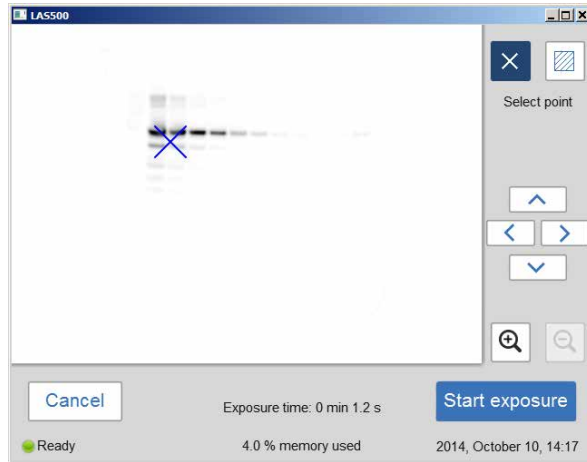 LAS500
Select point
Cancel
Exposure time: 0 min 1.2 s
Start exposure
Ready
4.0 % memory used
2014, October 10, 14:17